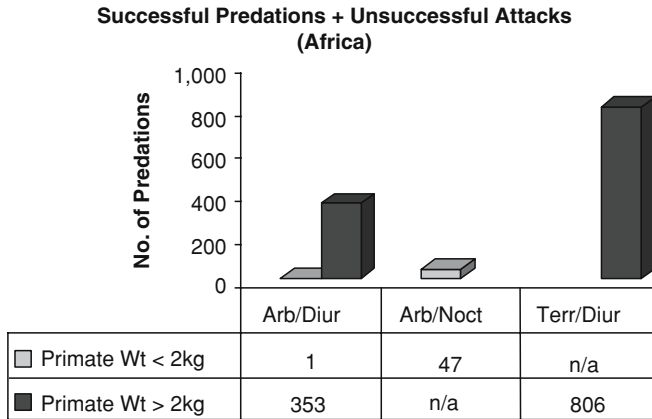 Successful Predations + Unsuccessful Attacks
(Africa)
No. of Predations
1,000
800
600
400
200
0
Arb/Diur Arb/Noct Terr/Diur
Primate Wt < 2kg 1 47 n/a
Primate Wt > 2kg 353 n/a 806